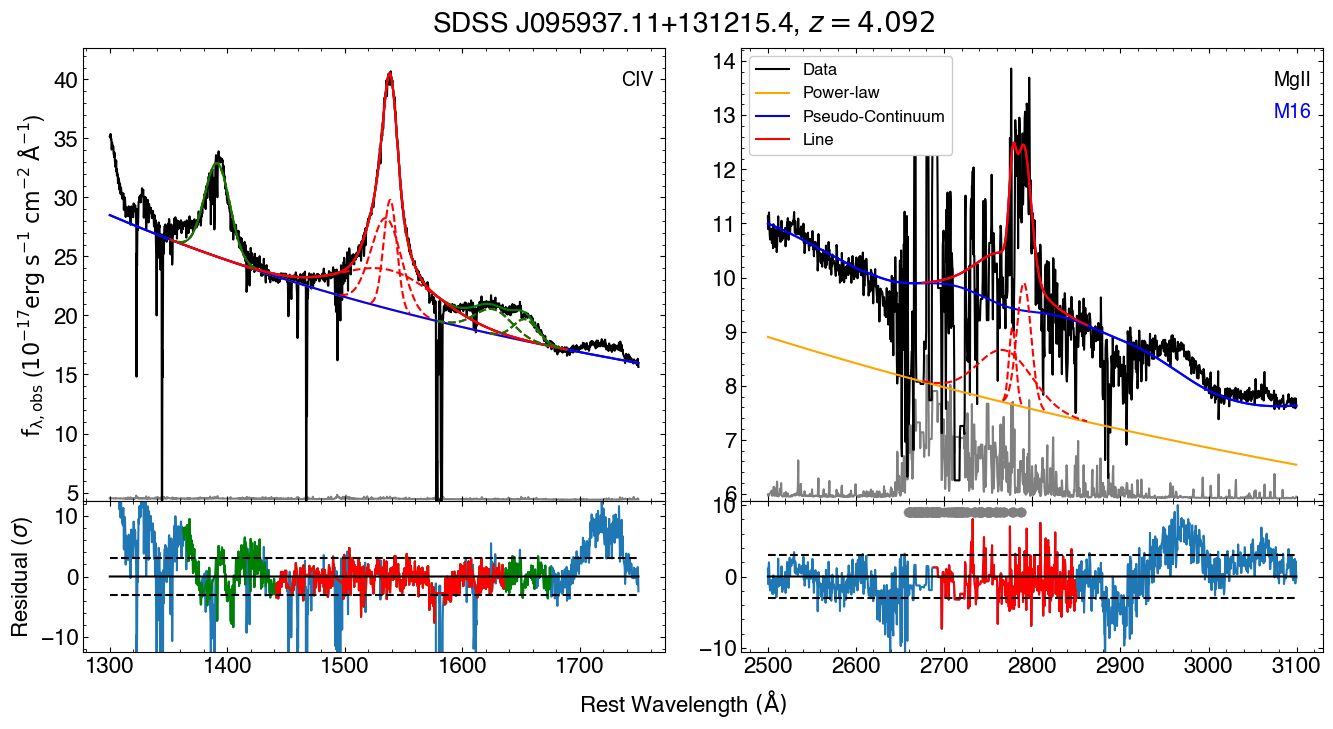 SDSS J095937.11+131215.4, z = 4.092
CIV
40
35
30
25
20
15
10
5
f_λ,obs (10^−17 erg s^−1 cm^−2 Å^−1)
Data
Power-law
Pseudo-Continuum
Line
MgII
M16
14
13
12
11
10
9
8
7
6
Residual (σ)
10
0
−10
1300 1400 1500 1600 1700
10
0
−10
2500 2600 2700 2800 2900 3000 3100
Rest Wavelength (Å)